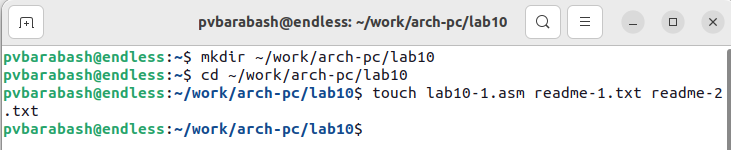 pvbarabash@endless: ~/work/arch-pc/lab10
pvbarabash@endless:~$ mkdir ~/work/arch-pc/lab10
pvbarabash@endless:~$ cd ~/work/arch-pc/lab10
pvbarabash@endless:~/work/arch-pc/lab10$ touch lab10-1.asm readme-1.txt readme-2
.txt
pvbarabash@endless:~/work/arch-pc/lab10$